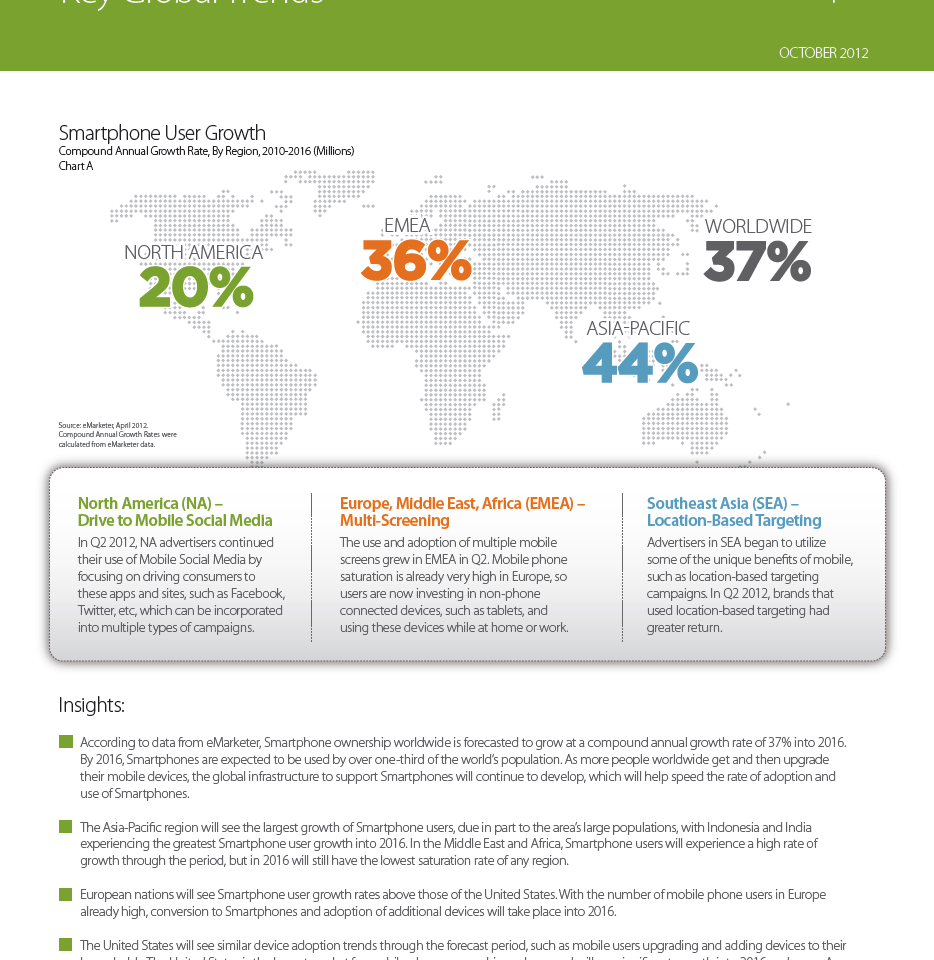 Key Global Trends
OCTOBER 2012
Smartphone User Growth
Compound Annual Growth Rate, By Region, 2010-2016 (Millions)
Chart A
NORTH AMERICA
20%
EMEA
36%
WORLDWIDE
37%
ASIA-PACIFIC
44%
Source: eMarketer, April 2012.
Compound Annual Growth Rates were
calculated from eMarketer data.
North America (NA) –
Drive to Mobile Social Media
In Q2 2012, NA advertisers continued
their use of Mobile Social Media by
focusing on driving consumers to
these apps and sites, such as Facebook,
Twitter, etc, which can be incorporated
into multiple types of campaigns.
Europe, Middle East, Africa (EMEA) –
Multi-Screening
The use and adoption of multiple mobile
screens grew in EMEA in Q2. Mobile phone
saturation is already very high in Europe, so
users are now investing in non-phone
connected devices, such as tablets, and
using these devices while at home or work.
Southeast Asia (SEA) –
Location-Based Targeting
Advertisers in SEA began to utilize
some of the unique benefits of mobile,
such as location-based targeting
campaigns. In Q2 2012, brands that
used location-based targeting had
greater return.
Insights:
According to data from eMarketer, Smartphone ownership worldwide is forecasted to grow at a compound annual growth rate of 37% into 2016.
By 2016, Smartphones are expected to be used by over one-third of the world's population. As more people worldwide get and then upgrade
their mobile devices, the global infrastructure to support Smartphones will continue to develop, which will help speed the rate of adoption and
use of Smartphones.
The Asia-Pacific region will see the largest growth of Smartphone users, due in part to the area's large populations, with Indonesia and India
experiencing the greatest Smartphone user growth into 2016. In the Middle East and Africa, Smartphone users will experience a high rate of
growth through the period, but in 2016 will still have the lowest saturation rate of any region.
European nations will see Smartphone user growth rates above those of the United States. With the number of mobile phone users in Europe
already high, conversion to Smartphones and adoption of additional devices will take place into 2016.
The United States will see similar device adoption trends through the forecast period, such as mobile users upgrading and adding devices to their